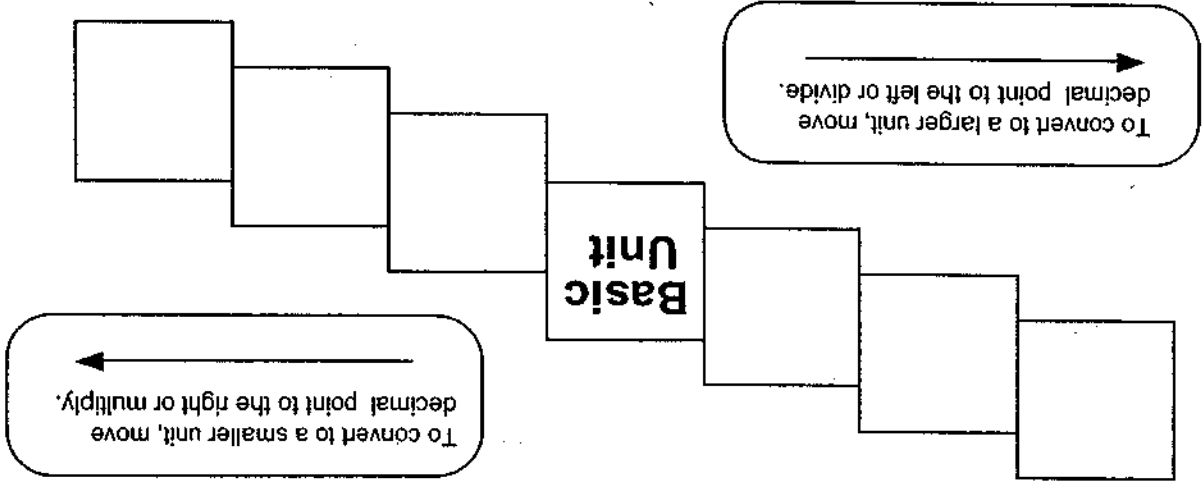 To convert to a smaller unit, move
decimal point to the right or multiply.
Basic
Unit
To convert to a larger unit, move
decimal point to the left or divide.